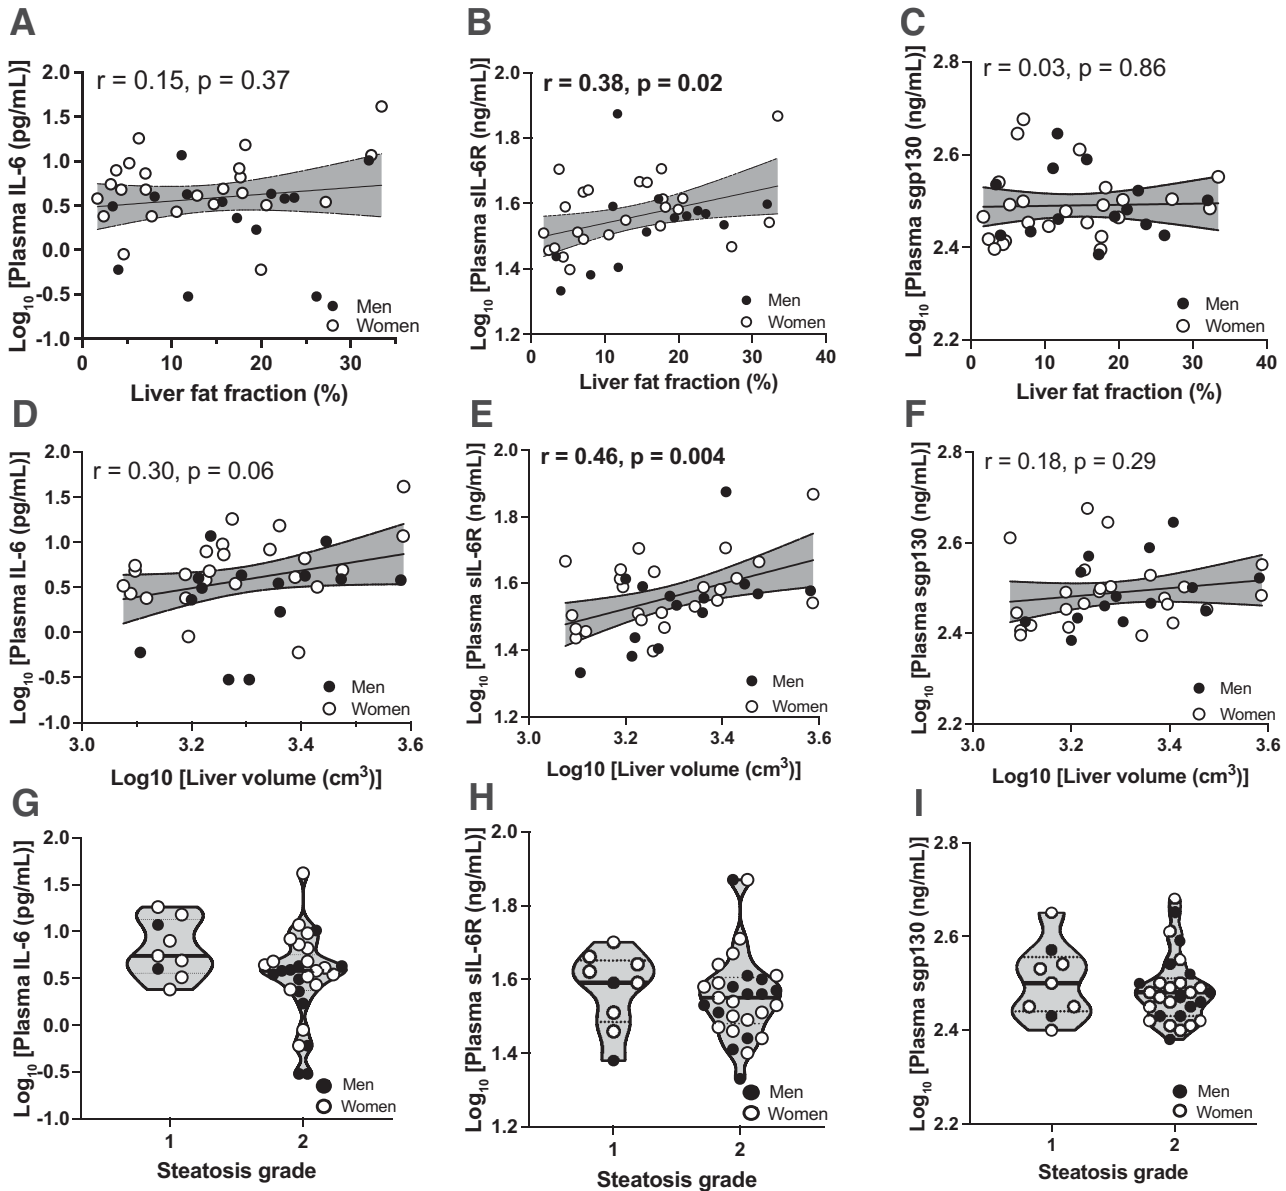 A
B
C
r = 0.15, p = 0.37
r = 0.38, p = 0.02
r = 0.03, p = 0.86
Log10 [Plasma IL-6 (pg/mL)]
2.0
1.5
1.0
0.5
0.0
-0.5
-1.0
0
10
20
30
Men
Women
Liver fat fraction (%)
Log10 [Plasma sIL-6R (ng/mL)]
2.0
1.8
1.6
1.4
1.2
0
10
20
30
40
Men
Women
Liver fat fraction (%)
Log10 [Plasma sgp130 (ng/mL)]
2.8
2.6
2.4
2.2
0
10
20
30
40
Men
Women
Liver fat fraction (%)
D
E
F
r = 0.30, p = 0.06
r = 0.46, p = 0.004
r = 0.18, p = 0.29
Log10 [Plasma IL-6 (pg/mL)]
2.0
1.5
1.0
0.5
0.0
-0.5
-1.0
3.0
3.2
3.4
3.6
Men
Women
Log10 [Liver volume (cm3)]
Log10 [Plasma sIL-6R (ng/mL)]
2.0
1.8
1.6
1.4
1.2
3.0
3.2
3.4
3.6
Men
Women
Log10 [Liver volume (cm3)]
Log10 [Plasma sgp130 (ng/mL)]
2.8
2.6
2.4
2.2
3.0
3.2
3.4
3.6
Men
Women
Log10 [Liver volume (cm3)]
G
H
I
Log10 [Plasma IL-6 (pg/mL)]
2.0
1.5
1.0
0.5
0.0
-0.5
-1.0
1
2
Men
Women
Steatosis grade
Log10 [Plasma sIL-6R (ng/mL)]
2.0
1.8
1.6
1.4
1.2
1
2
Men
Women
Steatosis grade
Log10 [Plasma sgp130 (ng/mL)]
2.8
2.6
2.4
2.2
1
2
Men
Women
Steatosis grade